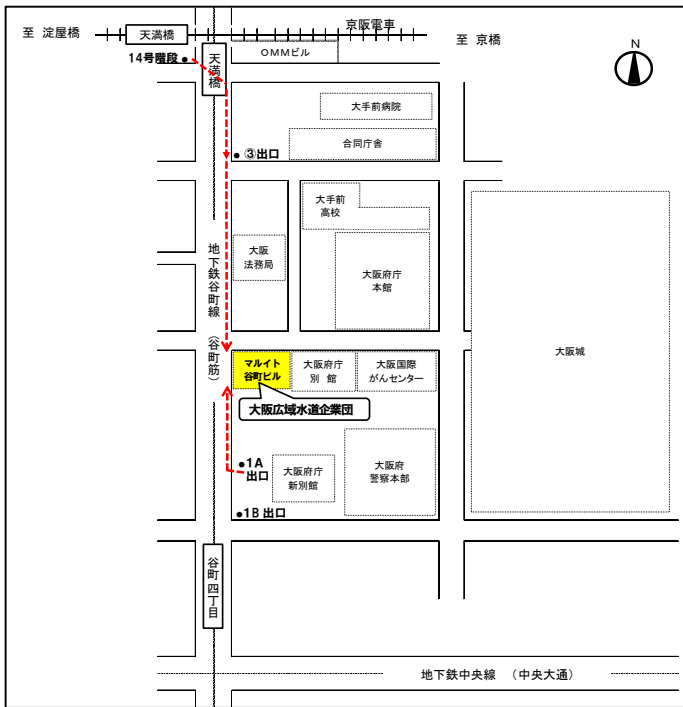 京阪電車
至 淀屋橋
天満橋
至 京橋
14号階段
天満橋
OMMビル
N
大手前病院
合同庁舎
③出口
大手前
高校
大阪
法務局
大阪府庁
本館
地下鉄谷町線 (谷町筋)
大阪城
マルイト
谷町ビル
大阪府庁
別 館
大阪国際
がんセンター
大阪広域水道企業団
1A
出口
大阪府庁
新別館
大阪府
警察本部
1B 出口
谷町四丁目
地下鉄中央線 (中央大通)